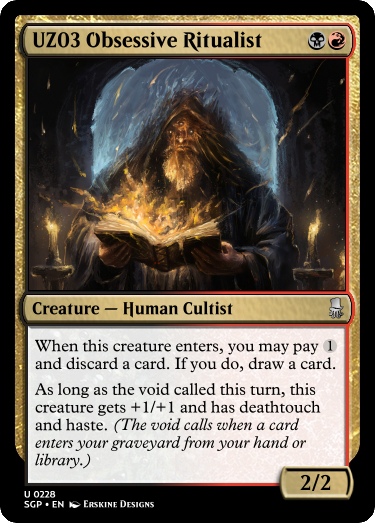 UZ03 Obsessive Ritualist
Creature — Human Cultist
When this creature enters, you may pay 1
and discard a card. If you do, draw a card.
As long as the void called this turn, this
creature gets +1/+1 and has deathtouch
and haste. (The void calls when a card
enters your graveyard from your hand or
library.)
2/2
U 0228
SGP • EN Erskine Designs